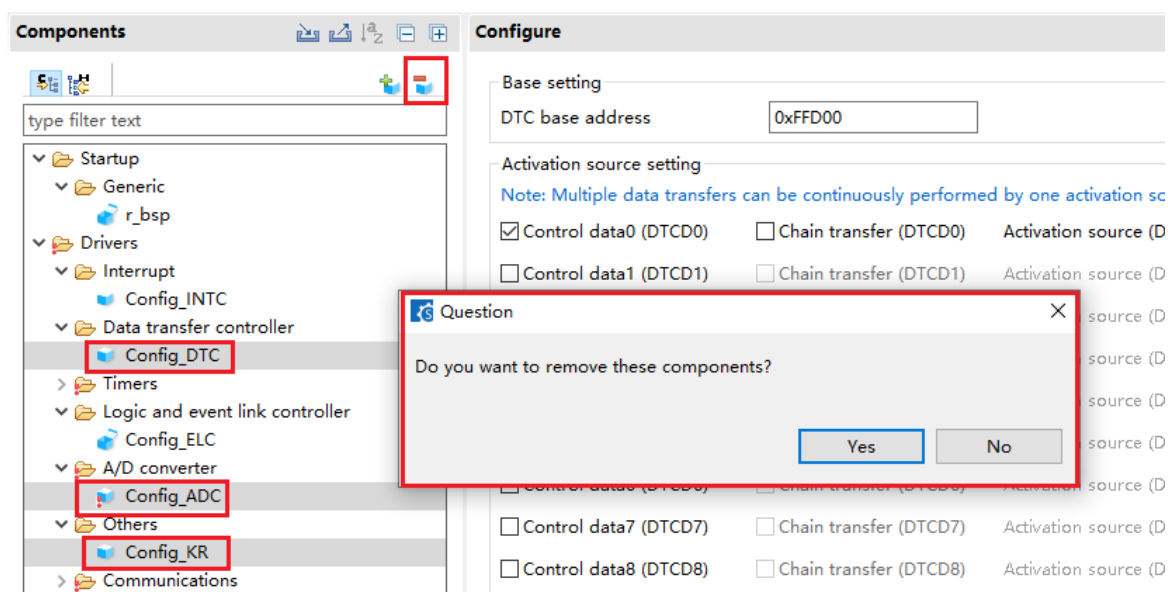 Components
type filter text
Startup
Generic
r_bsp
Drivers
Interrupt
Config_INTC
Data transfer controller
Config_DTC
Timers
Logic and event link controller
Config_ELC
A/D converter
Config_ADC
Others
Config_KR
Communications
Configure
Base setting
DTC base address 0xFFD00
Activation source setting
Note: Multiple data transfers can be continuously performed by one activation so
Control data0 (DTCD0) Chain transfer (DTCD0) Activation source (D
Control data1 (DTCD1) Chain transfer (DTCD1) Activation source (D
source (D
source (D
source (D
source (D
source (D
Control data7 (DTCD7) Chain transfer (DTCD7) Activation source (D
Control data8 (DTCD8) Chain transfer (DTCD8) Activation source (D
Question
Do you want to remove these components?
Yes No